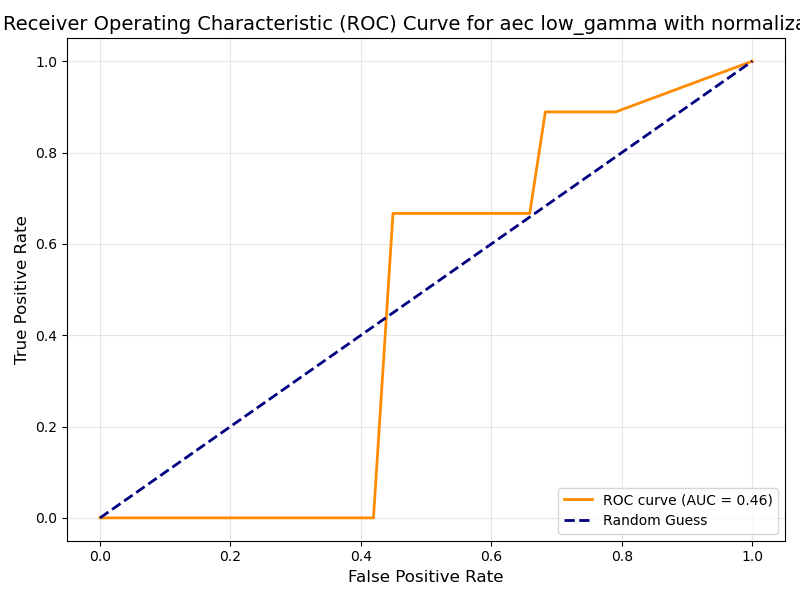 Receiver Operating Characteristic (ROC) Curve for aec low_gamma with normaliza
1.0
0.8
0.6
0.4
0.2
0.0
True Positive Rate
0.0 0.2 0.4 0.6 0.8 1.0
False Positive Rate
ROC curve (AUC = 0.46)
Random Guess